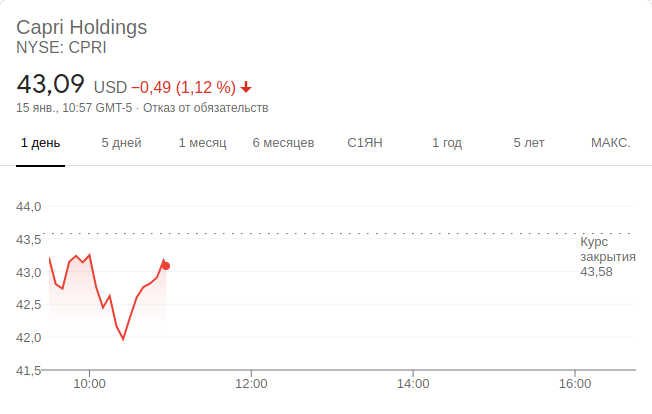 Capri Holdings
NYSE: CPRI
43,09 USD −0,49 (1,12 %)
15 янв., 10:57 GMT-5 · Отказ от обязательств
1 день 5 дней 1 месяц 6 месяцев С1ЯН 1 год 5 лет МАКС.
44,0
43,5
Курс
закрытия
43,58
43,0
42,5
42,0
41,5
10:00 12:00 14:00 16:00